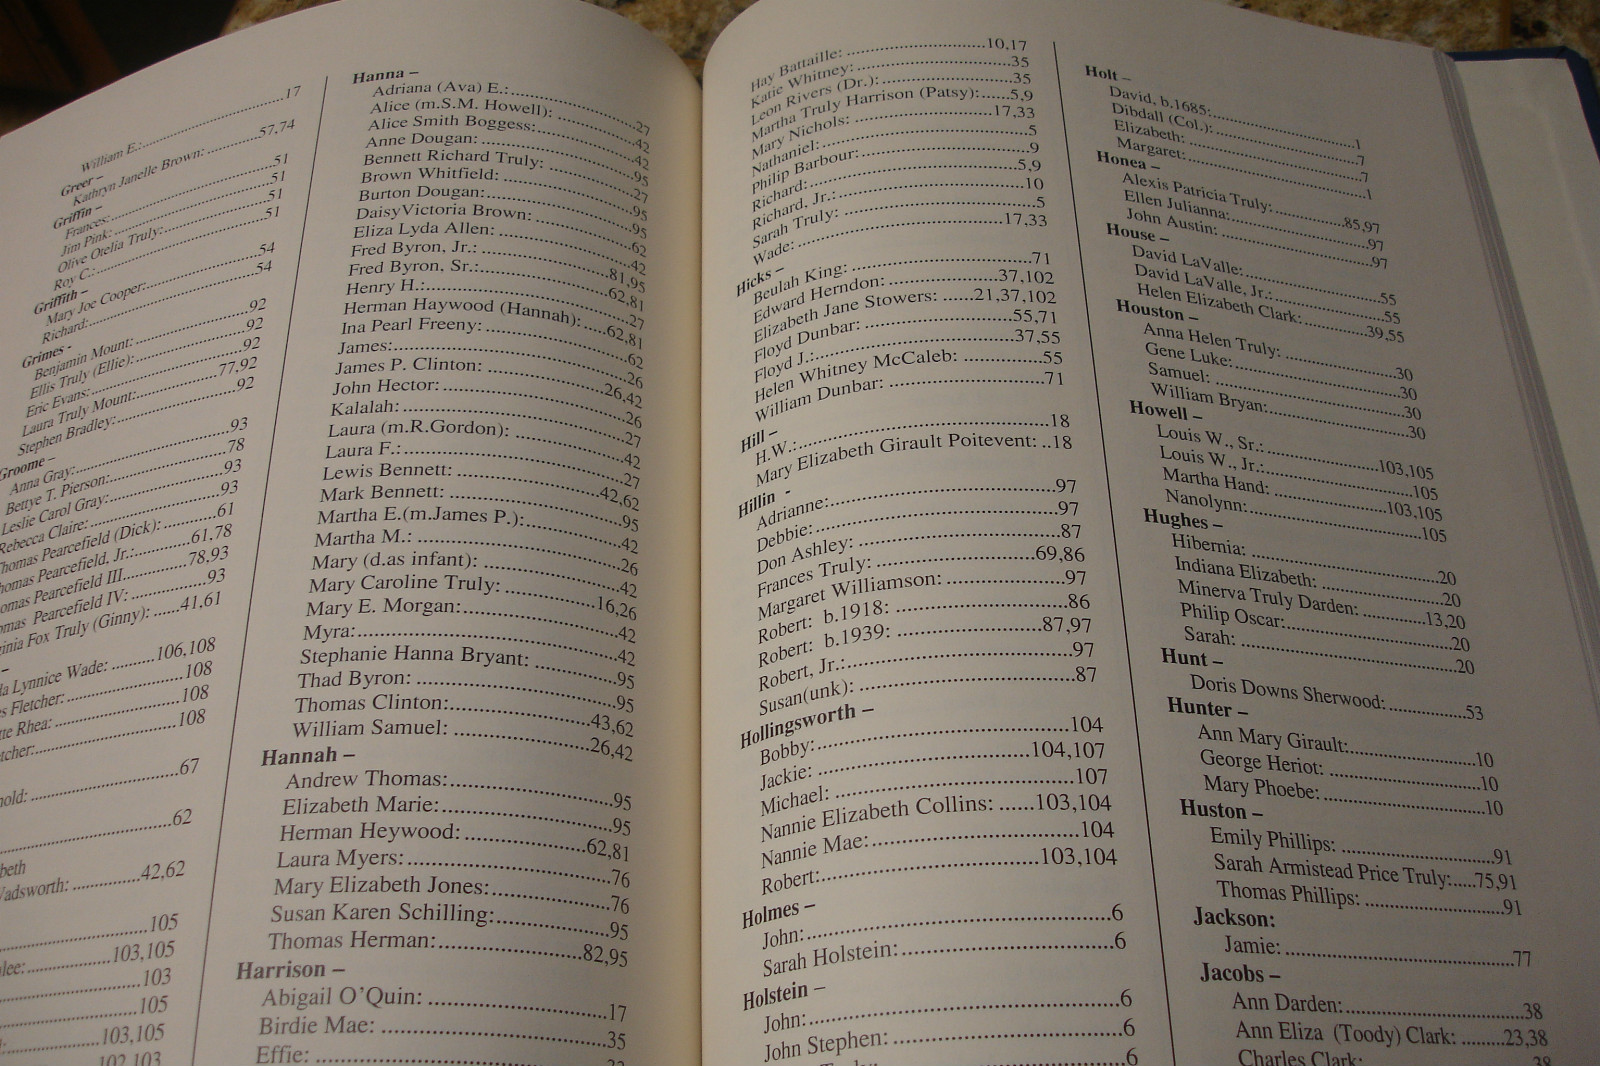 William E.:..........17
Greer –
Kathryn Janelle Brown: ..........57,74
Griffin –
Frances:..........51
Jim Pink:..........51
Olive Otelia Truly:..........51
Roy C.:..........51
Griffith -
Mary Joe Cooper:..........54
Richard:..........54
Grimes -
Benjamin Mount: ..........92
Ellis Truly (Ellie):..........92
Eric Evans:..........92
Laura Truly Mount:..........77,92
Stephen Bradley:..........92
Groome –
Anna Gray:..........93
Bettye T. Pierson:..........78
Leslie Carol Gray:..........93
Rebecca Claire:..........93
Thomas Pearcefield (Dick): ..........61
Thomas Pearcefield, Jr.:..........61,78
Thomas Pearcefield III..........78,93
Thomas Pearcefield IV: ..........93
Fox Truly (Ginny): .....41,61
–
Lynnice Wade: .........106,108
Fletcher:..........108
Rhea: ..........108
..........108
..........67
..........62
Wadsworth: ............42,62
..........105
..........103,105
..........103
..........105
..........103,105
..........102,103
Hanna –
Adriana (Ava) E.:..........27
Alice (m.S.M. Howell): ..........42
Alice Smith Boggess:..........42
Anne Dougan: ..........95
Bennett Richard Truly: ..........27
Brown Whitfield: ..........95
Burton Dougan:..........95
DaisyVictoria Brown: ..........62
Eliza Lyda Allen: ..........42
Fred Byron, Jr.: ..........81,95
Fred Byron, Sr.:..........62,81
Henry H.:..........27
Herman Haywood (Hannah): ....62,81
Ina Pearl Freeny: ..........62
James:..........26
James P. Clinton: ..........26,42
John Hector: ..........26
Kalalah: ..........27
Laura (m.R.Gordon): ..........42
Laura F.: ..........27
Lewis Bennett: ..........42,62
Mark Bennett: ..........95
Martha E.(m.James P.):..........42
Martha M.: ..........26
Mary (d.as infant): ..........42
Mary Caroline Truly: ..........16,26
Mary E. Morgan:..........42
Myra:..........42
Stephanie Hanna Bryant: ..........95
Thad Byron: ..........95
Thomas Clinton:..........43,62
William Samuel: ..........26,42
Hannah –
Andrew Thomas:..........95
Elizabeth Marie:..........95
Herman Heywood: ..........62,81
Laura Myers:..........76
Mary Elizabeth Jones:..........76
Susan Karen Schilling:..........95
Thomas Herman:..........82,95
Harrison –
Abigail O'Quin: ..........17
Birdie Mae: ..........35
Effie: ..........
Hay Battaille: ..........10,17
Katie Whitney: ..........35
Leon Rivers (Dr.):..........35
Martha Truly Harrison (Patsy):......5,9
Mary Nichols: ..........17,33
Nathaniel: ..........5
Philip Barbour: ..........9
Richard:..........5,9
Richard, Jr.: ..........10
Sarah Truly: ..........5
Wade: ..........17,33
Hicks –
Beulah King: ..........71
Edward Herndon: ..........37,102
Elizabeth Jane Stowers: ......21,37,102
Floyd Dunbar: ..........55,71
Floyd J.: ..........37,55
Helen Whitney McCaleb: ..........55
William Dunbar: ..........71
Hill –
H.W.:..........18
Mary Elizabeth Girault Poitevent: ..18
Hillin -
Adrianne:..........97
Debbie:..........97
Don Ashley: ..........87
Frances Truly: ..........69,86
Margaret Williamson: ..........97
Robert: b.1918: ..........86
Robert: b.1939: ..........87,97
Robert, Jr.:..........97
Susan(unk): ..........87
Hollingsworth –
Bobby:..........104
Jackie: ..........104,107
Michael: ..........107
Nannie Elizabeth Collins: ......103,104
Nannie Mae: ..........104
Robert:..........103,104
Holmes –
John:..........6
Sarah Holstein: ..........6
Holstein –
John:..........6
John Stephen: ..........6
..........6
Holt –
David, b.1685:..........1
Dibdall (Col.): ..........7
Elizabeth: ..........7
Margaret:..........1
Honea –
Alexis Patricia Truly: ..........85,97
Ellen Julianna: ..........97
John Austin: ..........97
House –
David LaValle:..........55
David LaValle, Jr.: ..........55
Helen Elizabeth Clark: ..........39,55
Houston –
Anna Helen Truly: ..........30
Gene Luke: ..........30
Samuel: ..........30
William Bryan:..........30
Howell –
Louis W., Sr.: ..........103,105
Louis W., Jr.:..........105
Martha Hand: ..........103,105
Nanolynn:..........105
Hughes –
Hibernia: ..........20
Indiana Elizabeth: ..........20
Minerva Truly Darden: ..........13,20
Philip Oscar:..........20
Sarah: ..........20
Hunt –
Doris Downs Sherwood:..........53
Hunter –
Ann Mary Girault:..........10
George Heriot: ..........10
Mary Phoebe: ..........10
Huston –
Emily Phillips: ..........91
Sarah Armistead Price Truly:.....75,91
Thomas Phillips: ..........91
Jackson:
Jamie: ..........77
Jacobs –
Ann Darden:..........38
Ann Eliza (Toody) Clark: .........23,38
Charles Clark:..........38